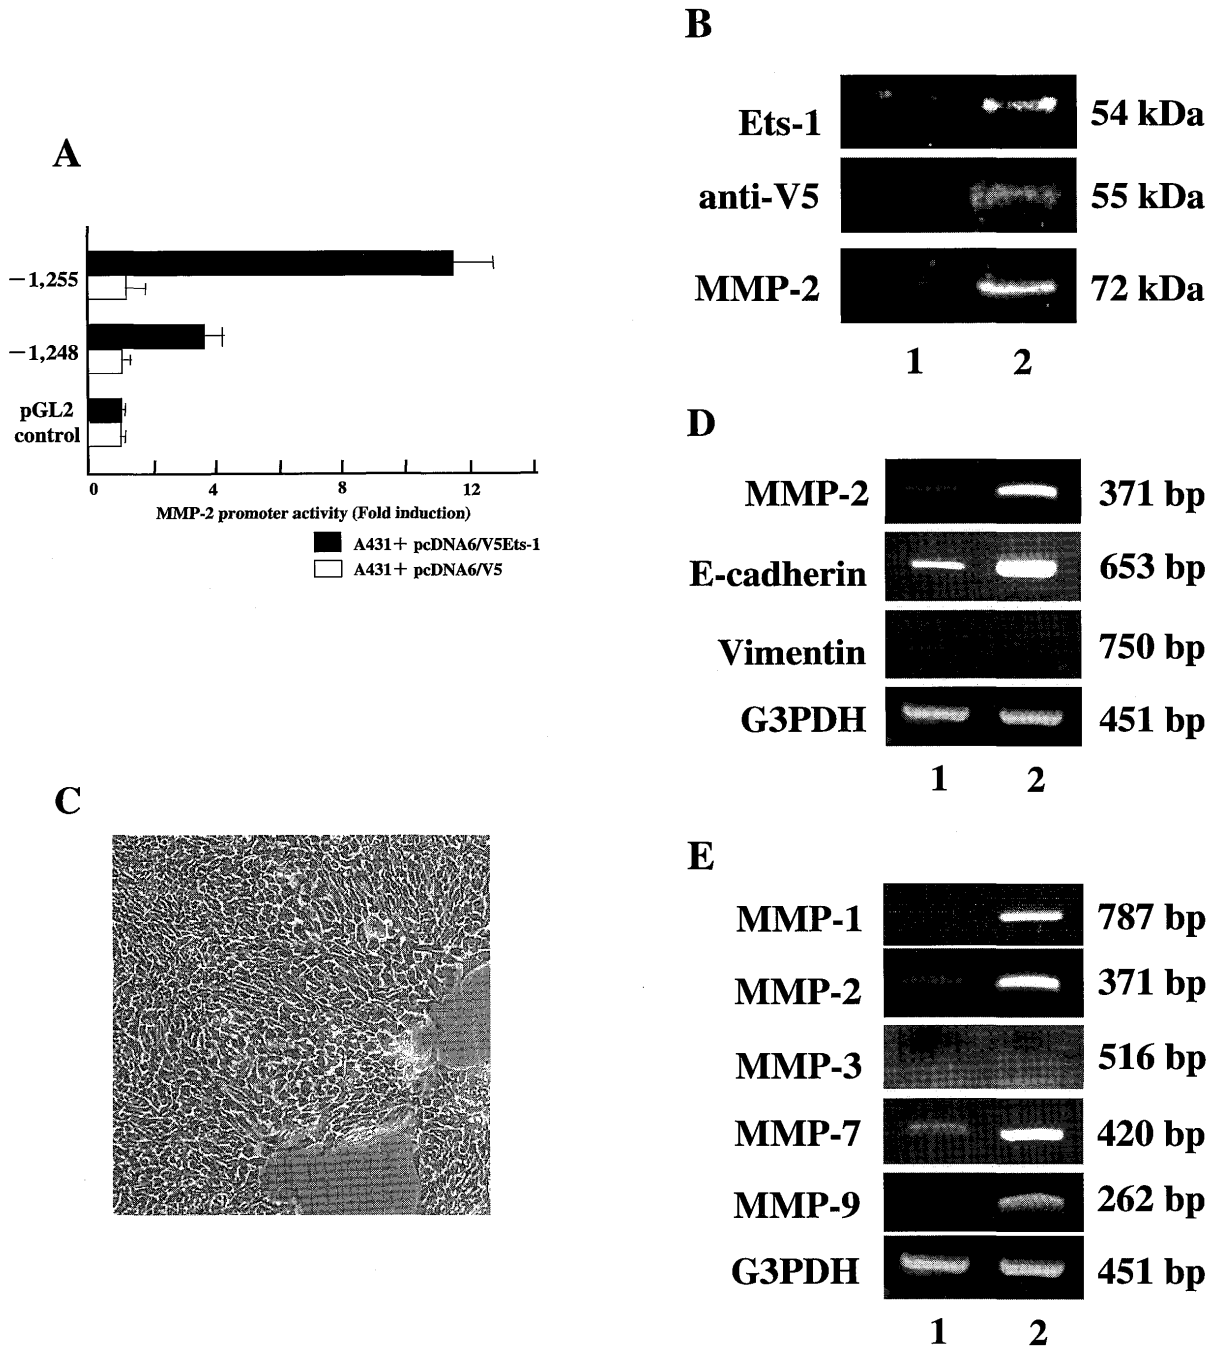 A
−1,255
−1,248
pGL2
control
0 4 8 12
MMP-2 promoter activity (Fold induction)
A431+ pcDNA6/V5Ets-1
A431+ pcDNA6/V5
B
Ets-1 54 kDa
anti-V5 55 kDa
MMP-2 72 kDa
1 2
C
D
MMP-2 371 bp
E-cadherin 653 bp
Vimentin 750 bp
G3PDH 451 bp
1 2
E
MMP-1 787 bp
MMP-2 371 bp
MMP-3 516 bp
MMP-7 420 bp
MMP-9 262 bp
G3PDH 451 bp
1 2